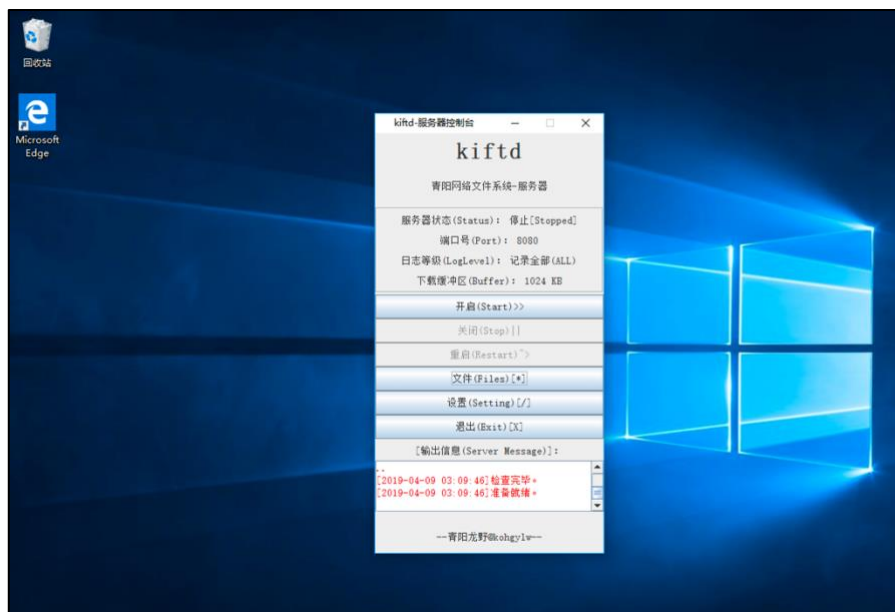 回收站
Microsoft
Edge
kiftd-服务器控制台
kiftd
青阳网络文件系统-服务器
服务器状态(Status): 停止[Stopped]
端口号(Port): 8080
日志等级(LogLevel): 记录全部(ALL)
下载缓冲区(Buffer): 1024 KB
开启(Start)>>
关闭(Stop)||
重启(Restart)~>
文件(Files)[*]
设置(Setting)[/]
退出(Exit)[X]
[输出信息(Server Message)]:
..
[2019-04-09 03:09:46]检查完毕。
[2019-04-09 03:09:46]准备就绪。
--青阳龙野@kohgylw--